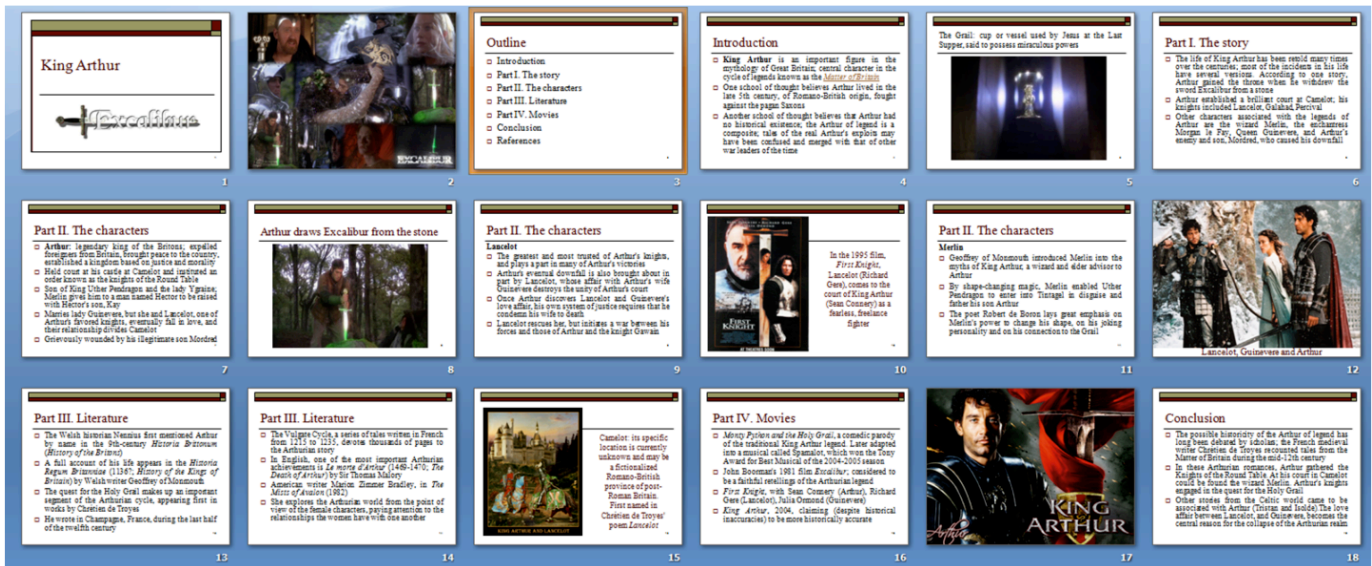 King Arthur
Excalibur
1
EXCALIBUR
2
Outline
Introduction
Part I. The story
Part II. The characters
Part III. Literature
Part IV. Movies
Conclusion
References
3
Introduction
King Arthur is an important figure in the
mythology of Great Britain, central character in the
cycle of legends known as the Matter of Britain
One school of thought believes Arthur lived in the
late 5th century, of Romano-British origin, fought
against the pagan Saxons
Another school of thought believes that Arthur had
no historical existence; the Arthur of legend is a
composite; tales of the real Arthur's exploits may
have been confused and merged with that of other
war leaders of the time
4
The Grail: cup or vessel used by Jesus at the Last
Supper, said to possess miraculous powers
5
Part I. The story
The life of King Arthur has been retold many times
over the centuries; most of the incidents in his life
have several versions. According to one story,
Arthur gained the throne when he withdrew the
sword Excalibur from a stone
Arthur established a brilliant court at Camelot; his
knights included Lancelot, Galahad, Percival
Other characters associated with the legends of
Arthur are the wizard Merlin, the enchantress
Morgan le Fay, Queen Guinevere, and Arthur's
enemy and son, Mordred, who caused his downfall
6
Part II. The characters
Arthur: legendary king of the Britons; expelled
foreigners from Britain, brought peace to the country,
established a kingdom based on justice and morality
Held court at his castle at Camelot and instituted an
order known as the knights of the Round Table
Son of King Uther Pendragon and the lady Ygraine;
Merlin gives him to a man named Hector to be raised
with Hector's son, Kay
Marries lady Guinevere, but she and Lancelot, one of
Arthur's favored knights, eventually fall in love, and
their relationship divides Camelot
Grievously wounded by his illegitimate son Mordred
7
Arthur draws Excalibur from the stone
8
Part II. The characters
Lancelot
The greatest and most trusted of Arthur's knights,
and plays a part in many of Arthur's victories
Arthur's eventual downfall is also brought about in
part by Lancelot, whose affair with Arthur's wife
Guinevere destroys the unity of Arthur's court
Once Arthur discovers Lancelot and Guinevere's
love affair, his own system of justice requires that he
condemn his wife to death
Lancelot rescues her, but initiates a war between his
forces and those of Arthur and the knight Gawain
9
FIRST
KNIGHT
In the 1995 film,
First Knight,
Lancelot (Richard
Gere), comes to the
court of King Arthur
(Sean Connery) as a
fearless, freelance
fighter
10
Part II. The characters
Merlin
Geoffrey of Monmouth introduced Merlin into the
myths of King Arthur, a wizard and elder advisor to
Arthur
By shape-changing magic, Merlin enabled Uther
Pendragon to enter into Tintagel in disguise and
father his son Arthur
The poet Robert de Boron lays great emphasis on
Merlin's power to change his shape, on his joking
personality and on his connection to the Grail
11
Lancelot, Guinevere and Arthur
12
Part III. Literature
The Welsh historian Nennius first mentioned Arthur
by name in the 9th-century Historia Brittonum
(History of the Britons)
A full account of his life appears in the Historia
Regum Britanniae (1136?; History of the Kings of
Britain) by Welsh writer Geoffrey of Monmouth
The quest for the Holy Grail makes up an important
segment of the Arthurian cycle, appearing first in
works by Chrétien de Troyes
He wrote in Champagne, France, during the last half
of the twelfth century
13
Part III. Literature
The Vulgate Cycle, a series of tales written in French
from 1215 to 1235, devotes thousands of pages to
the Arthurian story
In English, one of the most important Arthurian
achievements is Le morte d'Arthur (1469-1470; The
Death of Arthur) by Sir Thomas Malory
American writer Marion Zimmer Bradley, in The
Mists of Avalon (1982)
She explores the Arthurian world from the point of
view of the female characters, paying attention to the
relationships the women have with one another
14
KING ARTHUR AND LANCELOT
Camelot: its specific
location is currently
unknown and may be
a fictionalized
Romano-British
province of post-
Roman Britain.
First named in
Chrétien de Troyes'
poem Lancelot
15
Part IV. Movies
Monty Python and the Holy Grail, a comedic parody
of the traditional King Arthur legend. Later adapted
into a musical called Spamalot, which won the Tony
Award for Best Musical of the 2004-2005 season
John Boorman's 1981 film Excalibur; considered to
be a faithful retellings of the Arthurian legend
First Knight, with Sean Connery (Arthur), Richard
Gere (Lancelot), Julia Ormond (Guinevere)
King Arthur, 2004, claiming (despite historical
inaccuracies) to be more historically accurate
16
Arthur
KING
ARTHUR
17
Conclusion
The possible historicity of the Arthur of legend has
long been debated by scholars; the French medieval
writer Chrétien de Troyes recounted tales from the
Matter of Britain during the mid-12th century
In these Arthurian romances, Arthur gathered the
Knights of the Round Table. At his court in Camelot
could be found the wizard Merlin. Arthur's knights
engaged in the quest for the Holy Grail
Other stories from the Celtic world came to be
associated with Arthur (Tristan and Isolde).The love
affair between Lancelot, and Guinevere, becomes the
central reason for the collapse of the Arthurian realm
18